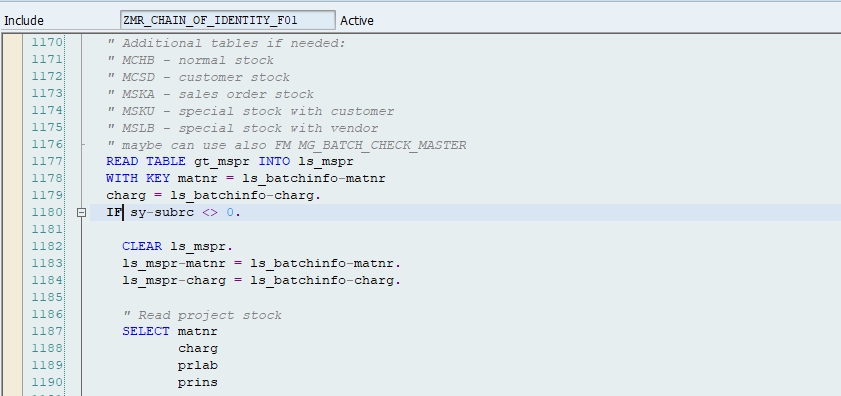 Include ZMR_CHAIN_OF_IDENTITY_F01 Active
1170 " Additional tables if needed:
1171 " MCHB - normal stock
1172 " MCSD - customer stock
1173 " MSKA - sales order stock
1174 " MSKU - special stock with customer
1175 " MSLB - special stock with vendor
1176 " maybe can use also FM MG_BATCH_CHECK_MASTER
1177 READ TABLE gt_mspr INTO ls_mspr
1178 WITH KEY matnr = ls_batchinfo-matnr
1179 charg = ls_batchinfo-charg.
1180 IF sy-subrc <> 0.
1181
1182 CLEAR ls_mspr.
1183 ls_mspr-matnr = ls_batchinfo-matnr.
1184 ls_mspr-charg = ls_batchinfo-charg.
1185
1186 " Read project stock
1187 SELECT matnr
1188 charg
1189 prlab
1190 prins